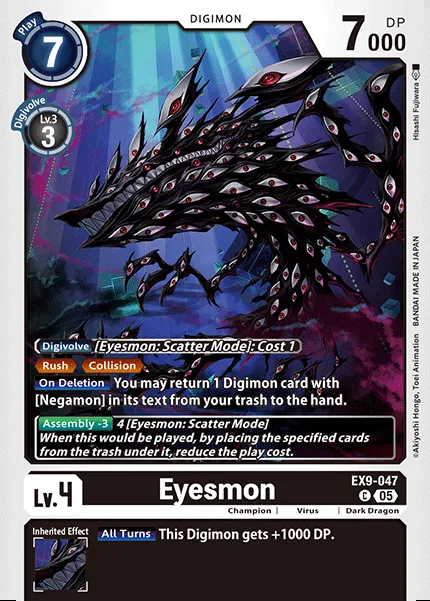 DIGIMON
Play
7
7000
DP
Digivolve
Lv.3
3
Hisashi Fujiwara
©Akiyoshi Hongo, Toei Animation BANDAI MADE IN JAPAN
Digivolve [Eyesmon: Scatter Mode]: Cost 1
Rush Collision
On Deletion You may return 1 Digimon card with
[Negamon] in its text from your trash to the hand.
Assembly -3 4 [Eyesmon: Scatter Mode]
When this would be played, by placing the specified cards
from the trash under it, reduce the play cost.
Lv.4
Eyesmon
EX9-047
C 05
Champion Virus Dark Dragon
Inherited Effect
All Turns This Digimon gets +1000 DP.